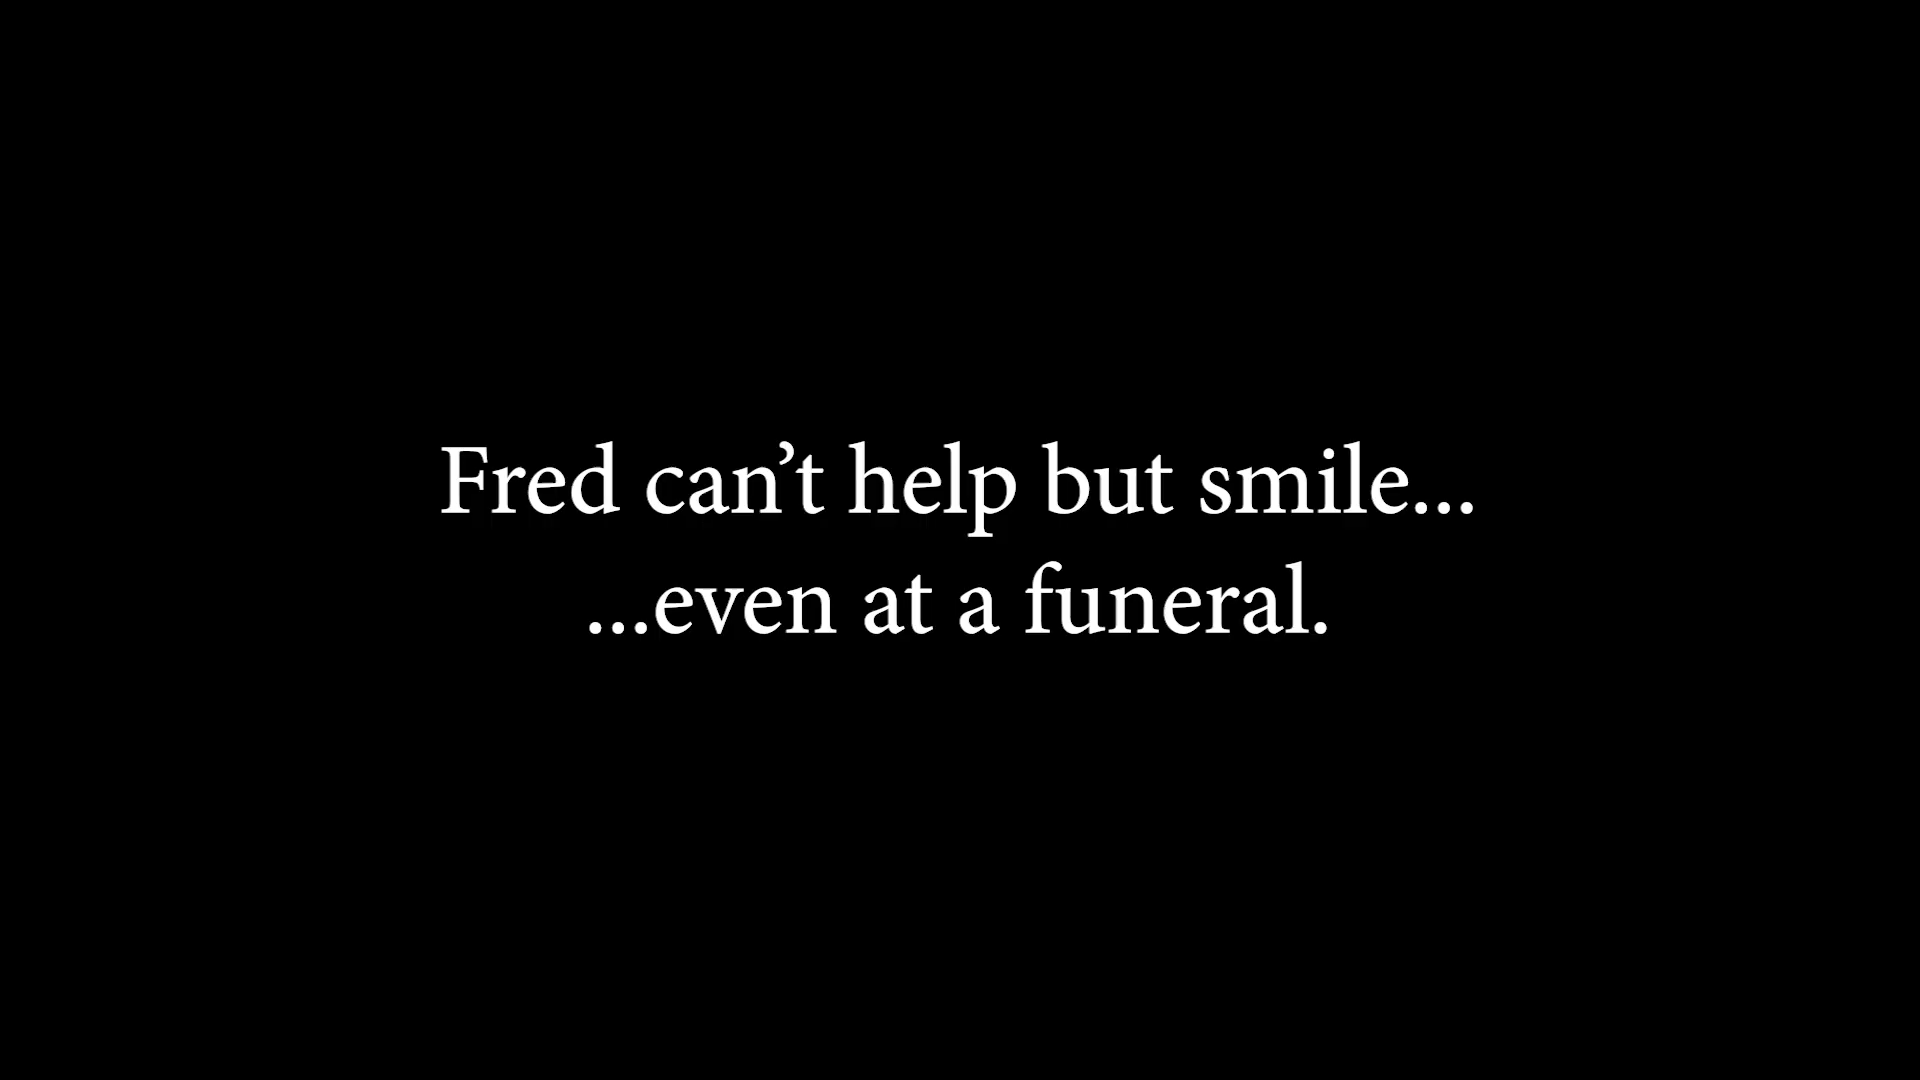 Fred can’t help but smile...
...even at a funeral.